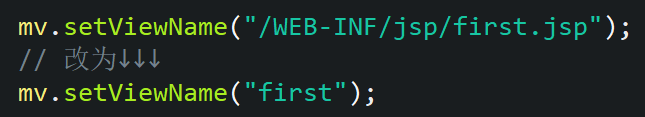 mv.setViewName("/WEB-INF/jsp/first.jsp");
// 改为↓↓↓
mv.setViewName("first");